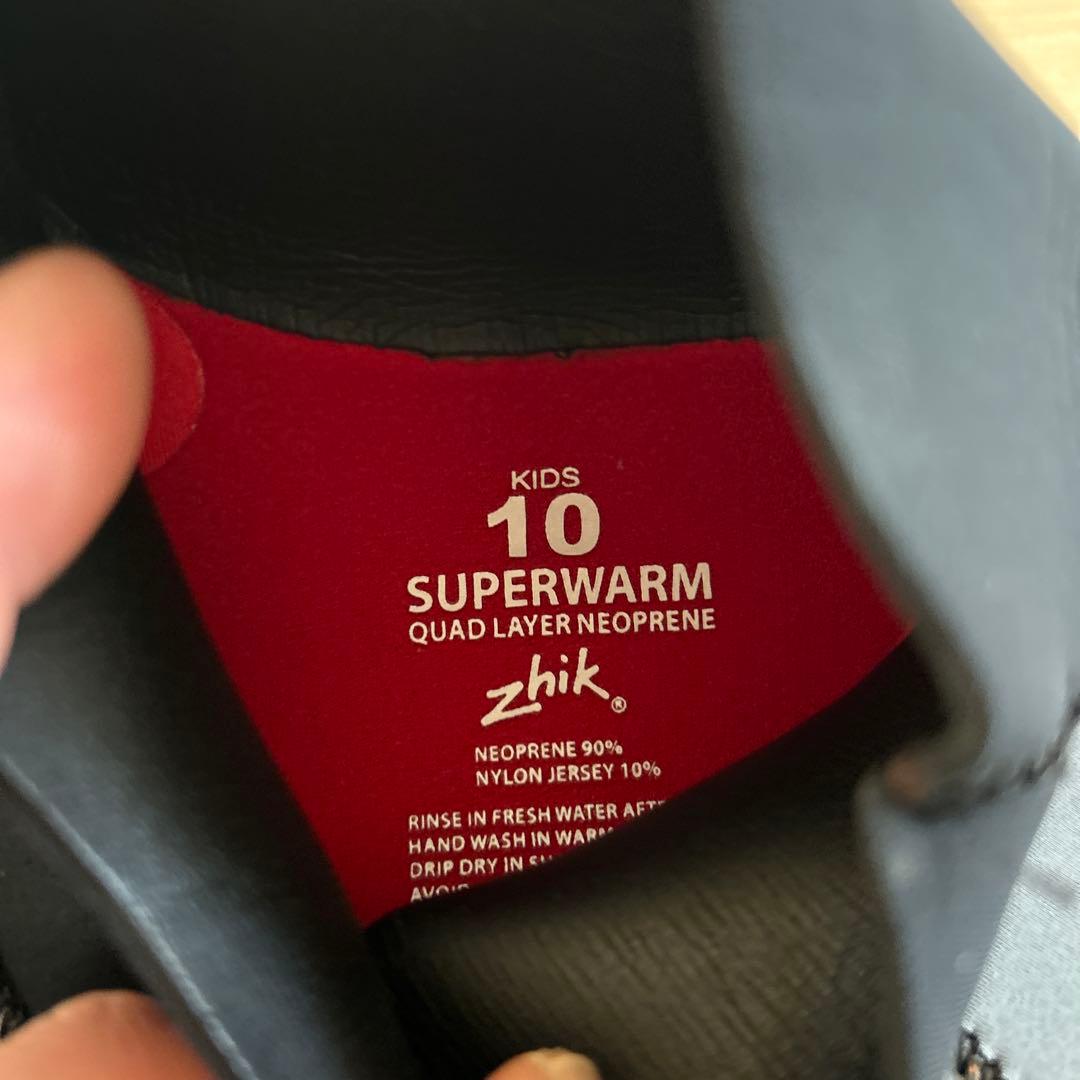 KIDS
10
SUPERWARM
QUAD LAYER NEOPRENE
zhik®
NEOPRENE 90%
NYLON JERSEY 10%
RINSE IN FRESH WATER
HAND WASH IN
DRIP DRY IN